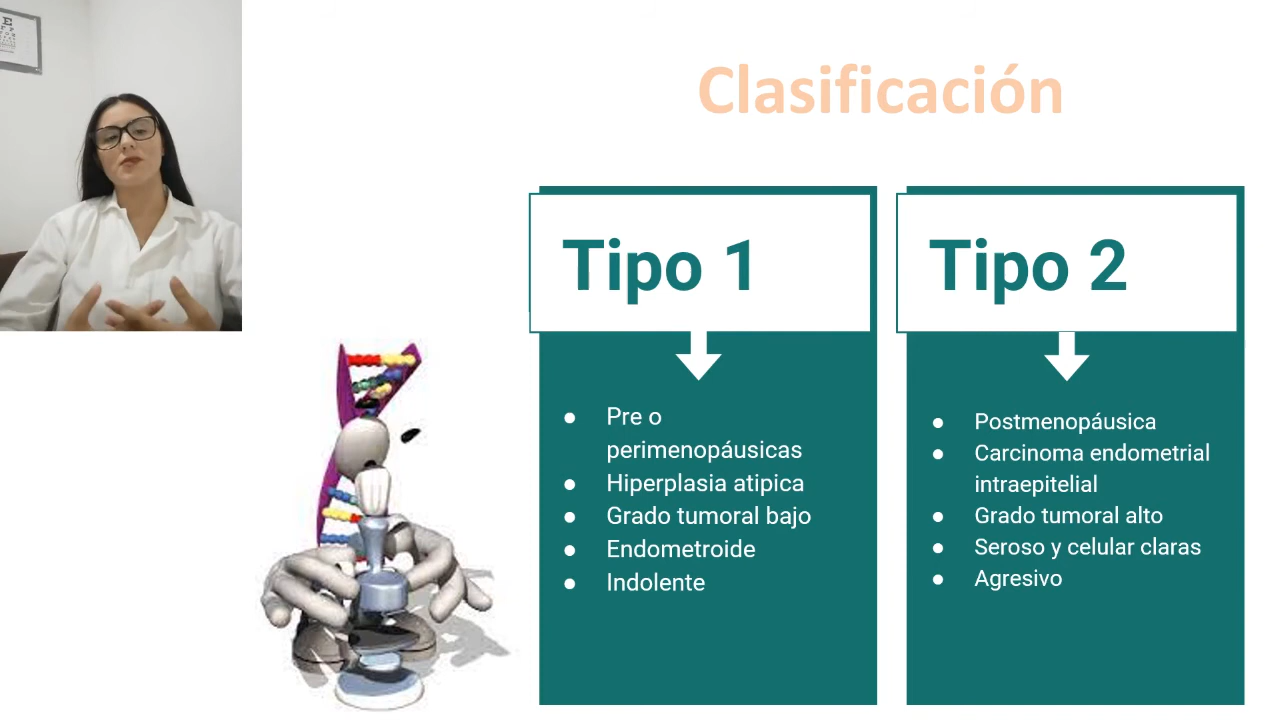 Clasificación
Tipo 1
Pre o
perimenopáusicas
Hiperplasia atipica
Grado tumoral bajo
Endometroide
Indolente
Tipo 2
Postmenopáusica
Carcinoma endometrial
intraepitelial
Grado tumoral alto
Seroso y celular claras
Agresivo